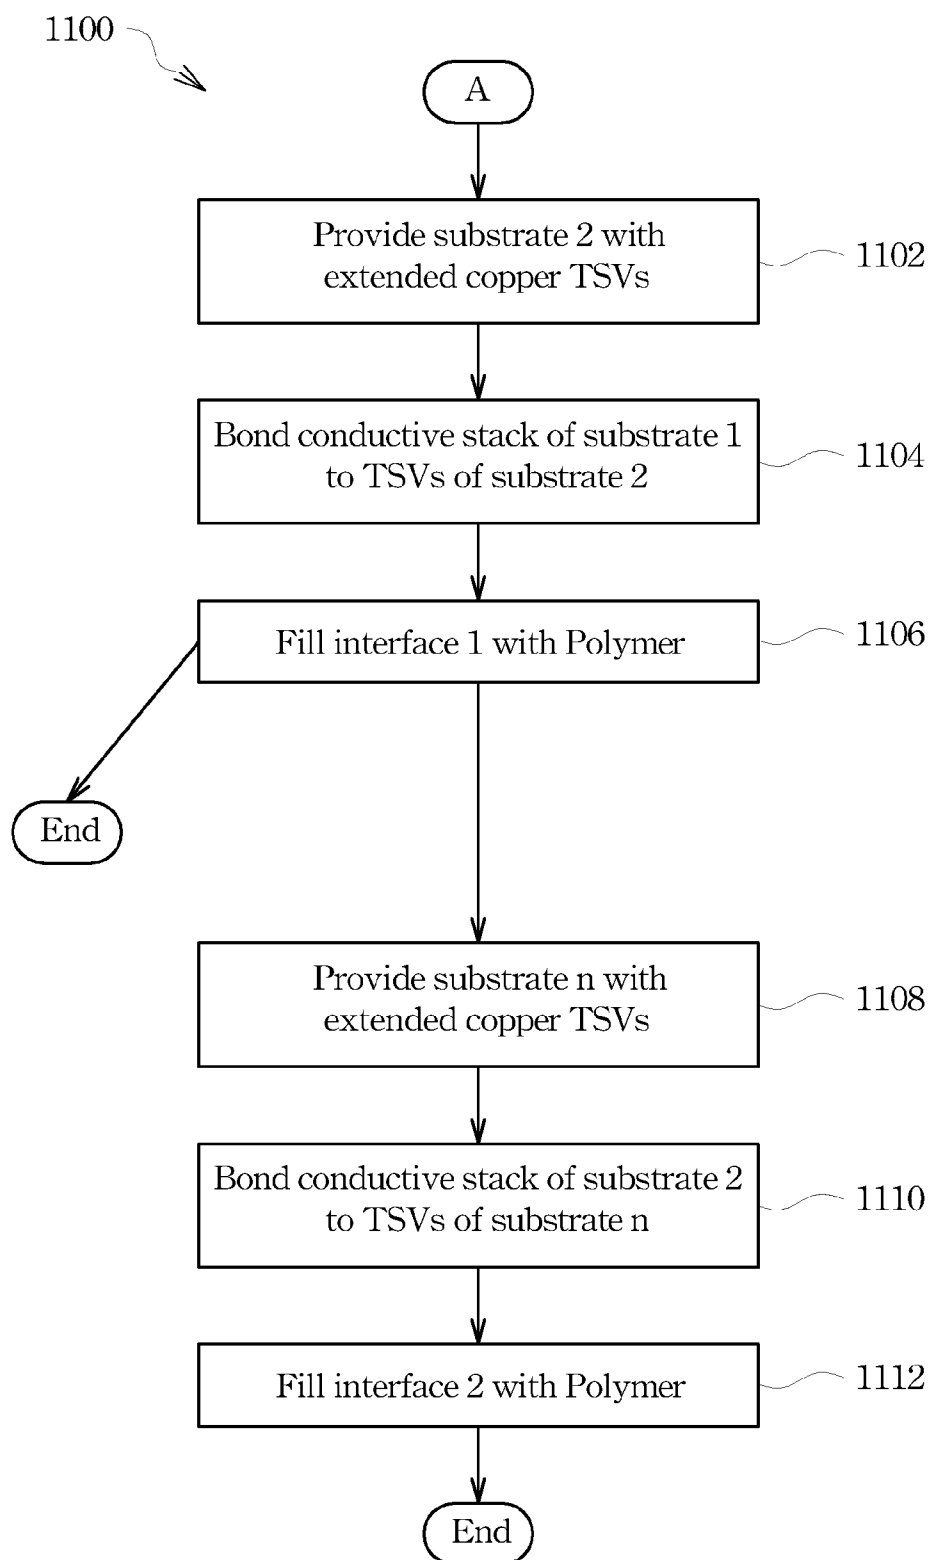 1100
A
Provide substrate 2 with
extended copper TSVs
1102
Bond conductive stack of substrate 1
to TSVs of substrate 2
1104
Fill interface 1 with Polymer
1106
End
Provide substrate n with
extended copper TSVs
1108
Bond conductive stack of substrate 2
to TSVs of substrate n
1110
Fill interface 2 with Polymer
1112
End